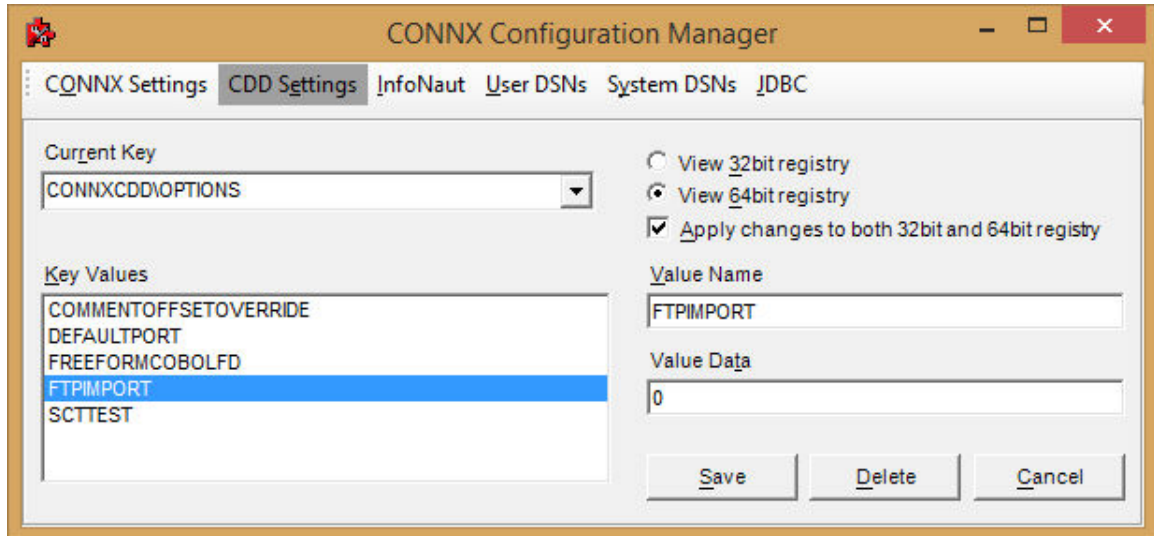 CONNX Configuration Manager
CONNX Settings CDD Settings InfoNaut User DSNs System DSNs JDBC
Current Key
CONNXCDD\OPTIONS
View 32bit registry
View 64bit registry
Apply changes to both 32bit and 64bit registry
Key Values
COMMENTOFFSETOVERRIDE
DEFAULTPORT
FREEFORMCOBOLFD
FTPIMPORT
SCTTEST
Value Name
FTPIMPORT
Value Data
0
Save Delete Cancel